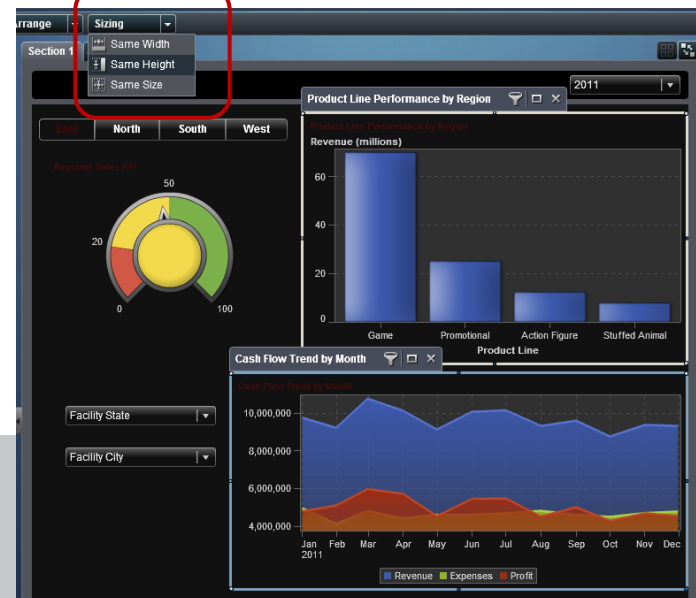 Arrange
Sizing
Same Width
Same Height
Same Size
Section 1
2011
Product Line Performance by Region
East North South West
Product Line Performance by Region
Revenue (millions)
Regional Sales KPI
50
20
0
100
60
40
20
0
Game Promotional Action Figure Stuffed Animal
Product Line
Cash Flow Trend by Month
Cash Flow Trend by Month
Facility State
Facility City
10,000,000
8,000,000
6,000,000
4,000,000
Jan Feb Mar Apr May Jun Jul Aug Sep Oct Nov Dec
2011
Revenue Expenses Profit